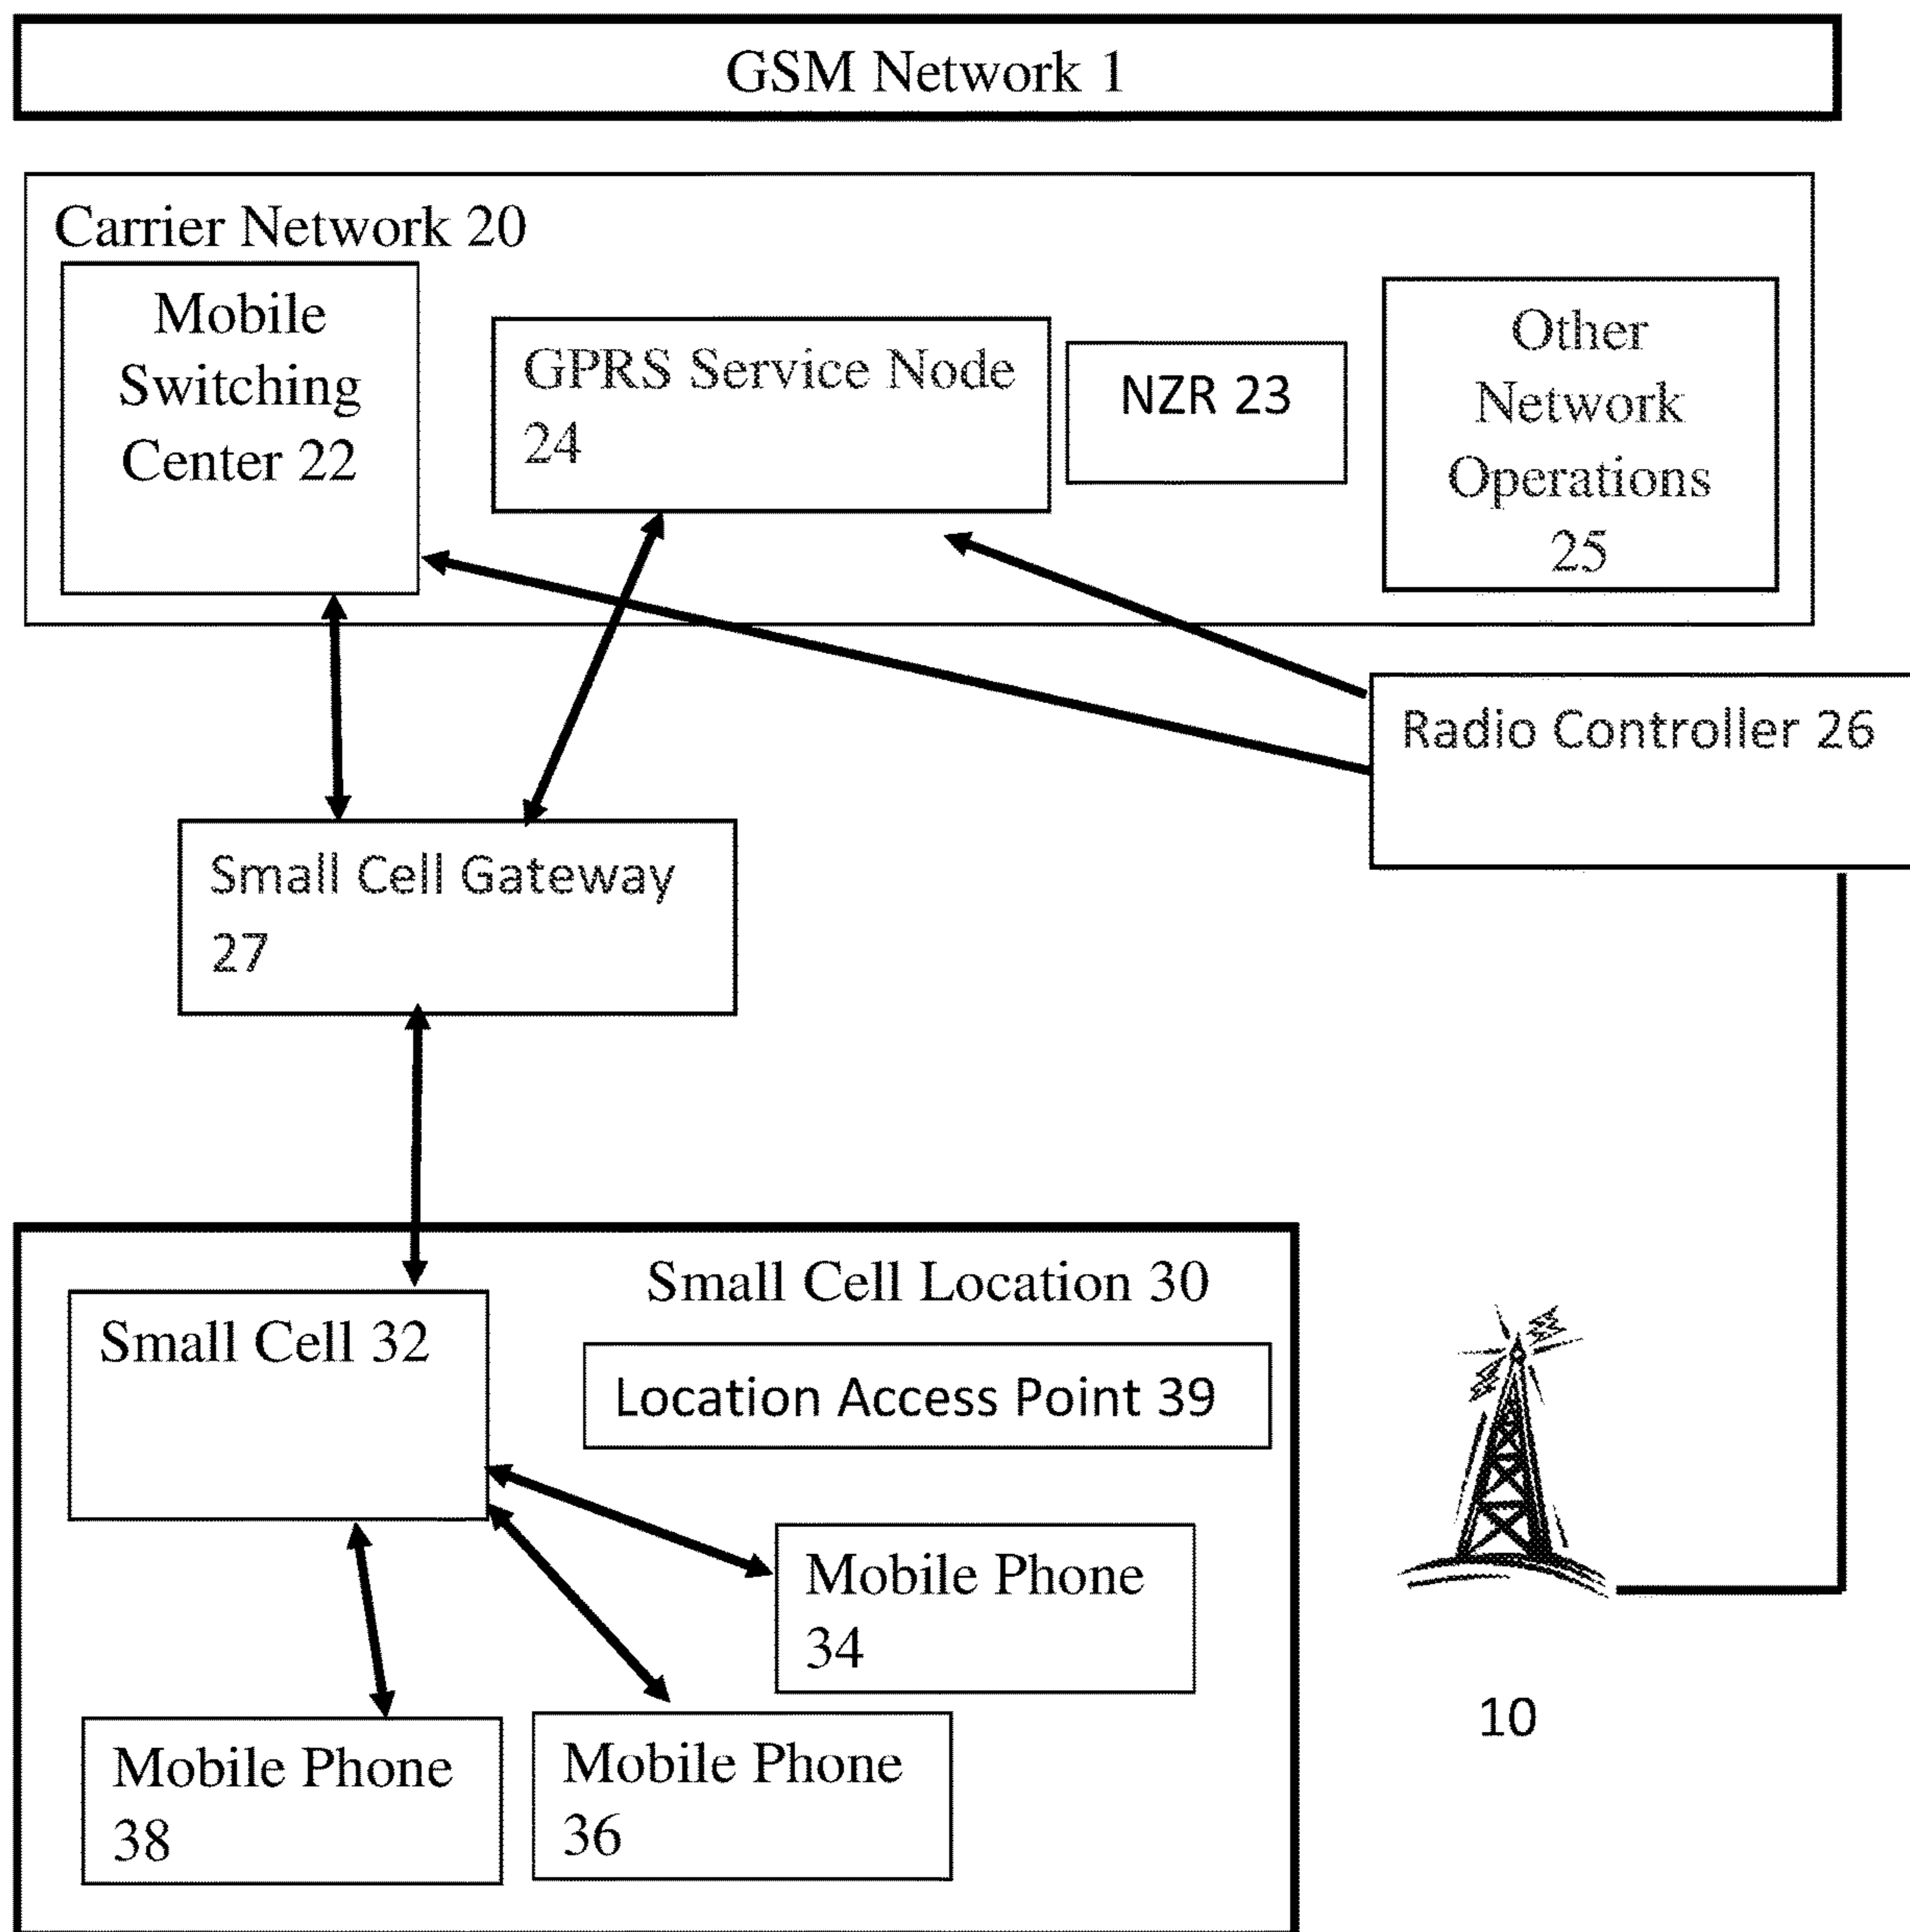 GSM Network 1
Carrier Network 20
Mobile
Switching
Center 22
GPRS Service Node
24
NZR 23
Other
Network
Operations
25
Radio Controller 26
Small Cell Gateway
27
Small Cell Location 30
Small Cell 32
Location Access Point 39
Mobile Phone
34
Mobile Phone
38
Mobile Phone
36
10